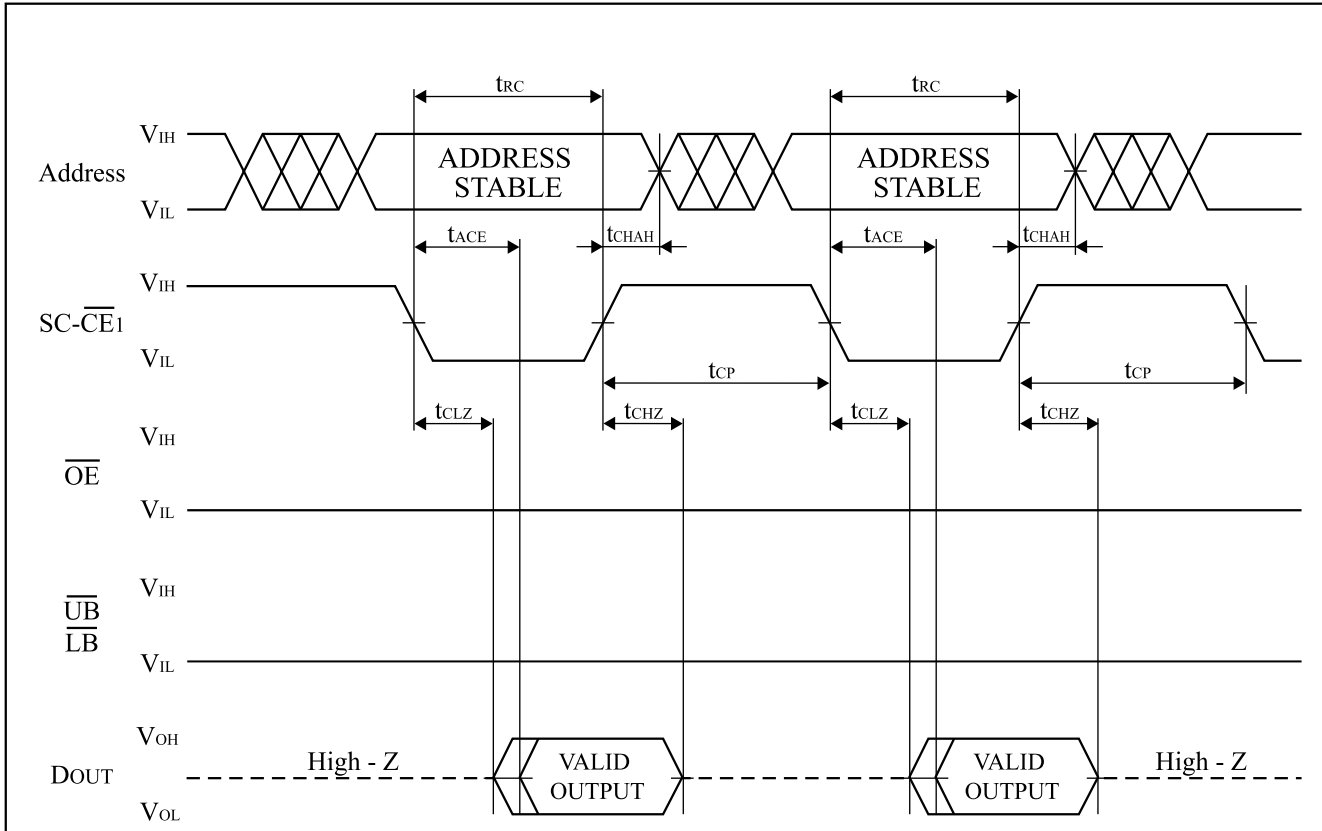 tRC tRC
VIH
Address
ADDRESS STABLE ADDRESS STABLE
VIL
tACE tCHAH tACE tCHAH
VIH
SC-CE1
VIL
tCP tCP
tCLZ tCHZ tCLZ tCHZ
VIH
OE
VIL
VIH
UB
LB
VIL
VOH
DOUT
High - Z
VALID
OUTPUT
VALID
OUTPUT
High - Z
VOL